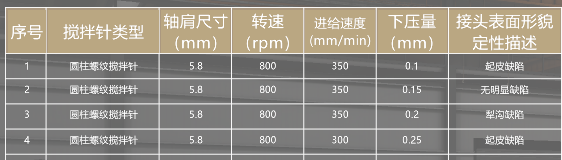 序号 搅拌针类型 轴肩尺寸（mm） 转速（rpm） 进给速度（mm/min） 下压量（mm） 接头表面形貌定性描述
1 圆柱螺纹搅拌针 5.8 800 350 0.1 起皮缺陷
2 圆柱螺纹搅拌针 5.8 800 350 0.15 无明显缺陷
3 圆柱螺纹搅拌针 5.8 800 350 0.2 犁沟缺陷
4 圆柱螺纹搅拌针 5.8 800 300 0.25 起皮缺陷